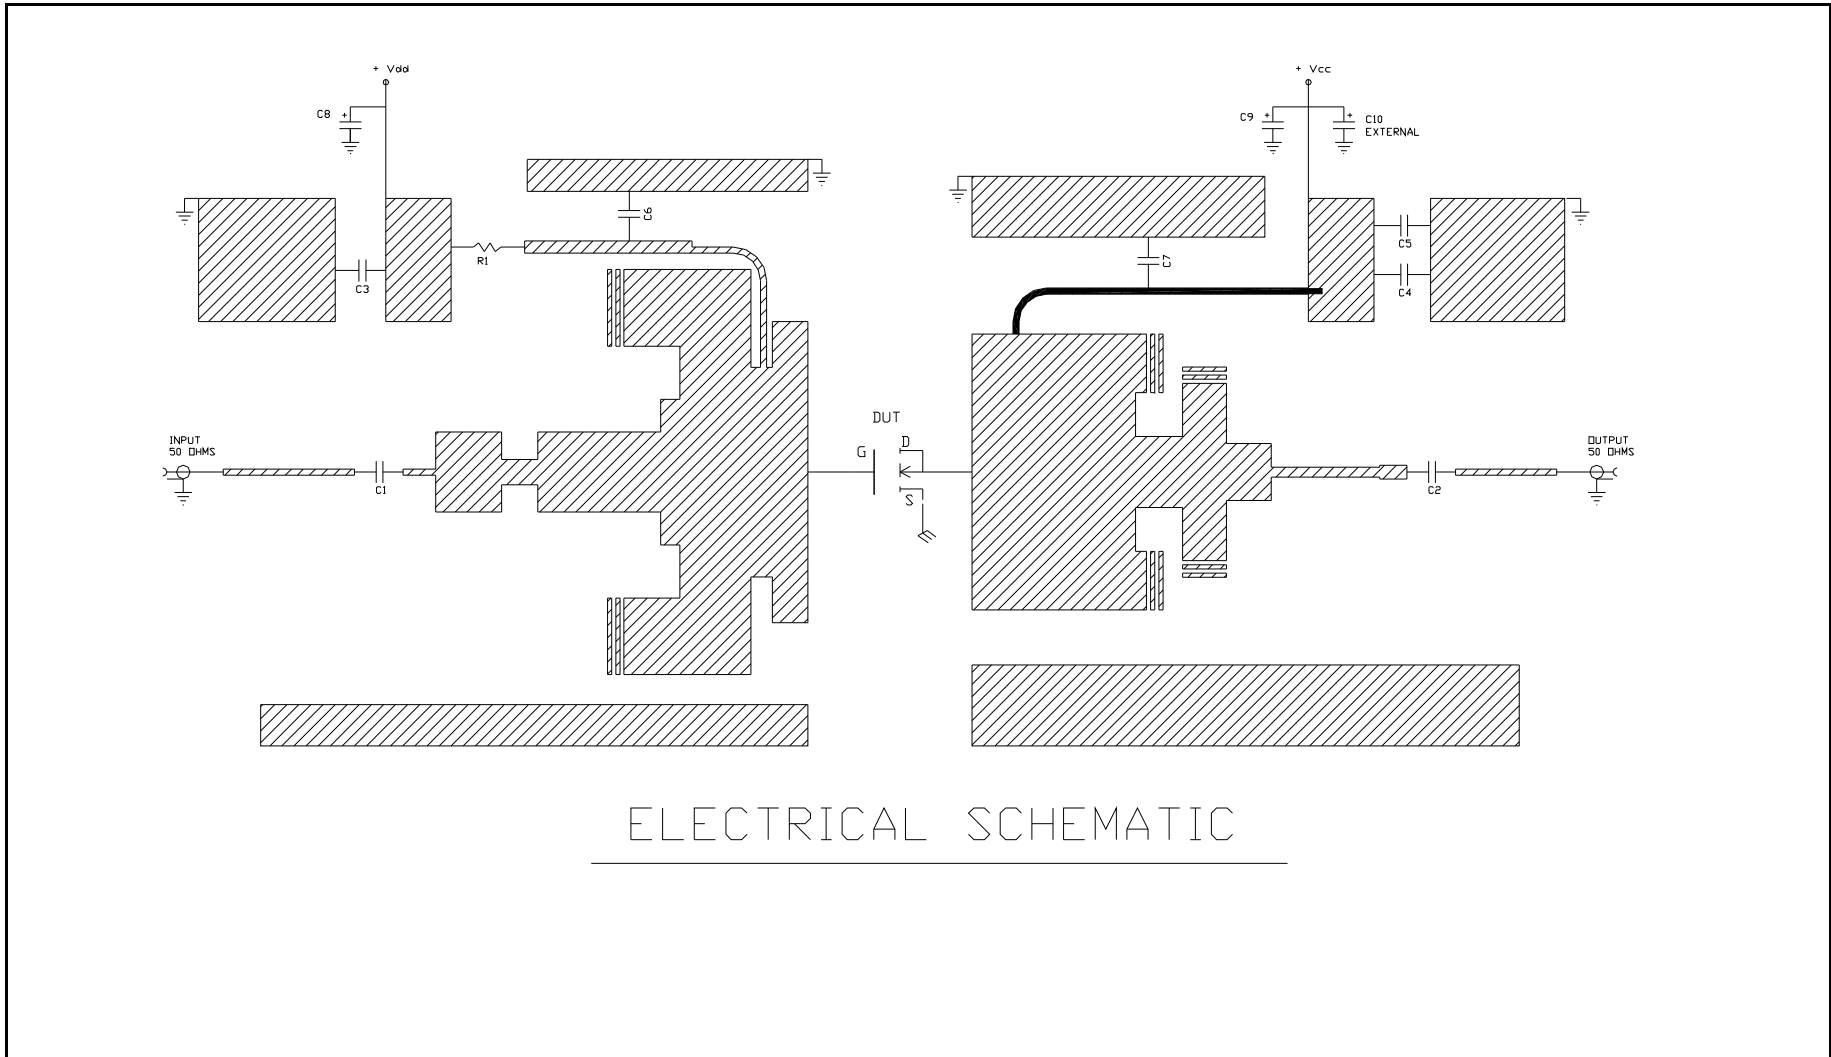 + Vdd
+ Vcc
C8
+
C9
+
+
C10
EXTERNAL
C6
R1
C3
C7
C5
C4
DUT
G
D
S
INPUT
50 OHMS
C1
C2
OUTPUT
50 OHMS
ELECTRICAL SCHEMATIC